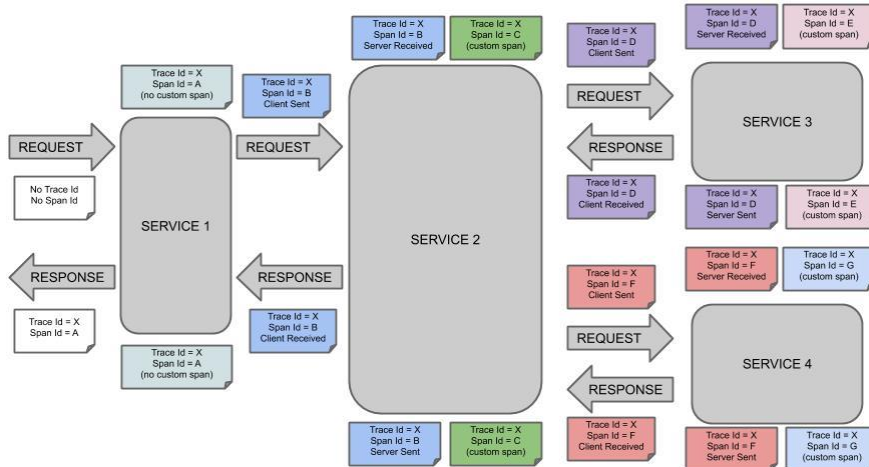 Trace Id = X
Span Id = A
(no custom span)
Trace Id = X
Span Id = B
Client Sent
Trace Id = X
Span Id = B
Server Received
Trace Id = X
Span Id = C
(custom span)
Trace Id = X
Span Id = D
Client Sent
Trace Id = X
Span Id = D
Server Received
Trace Id = X
Span Id = E
(custom span)
REQUEST
REQUEST
REQUEST
SERVICE 3
RESPONSE
No Trace Id
No Span Id
Trace Id = X
Span Id = D
Client Received
Trace Id = X
Span Id = D
Server Sent
Trace Id = X
Span Id = E
(custom span)
SERVICE 1
SERVICE 2
RESPONSE
RESPONSE
Trace Id = X
Span Id = F
Client Sent
Trace Id = X
Span Id = F
Server Received
Trace Id = X
Span Id = G
(custom span)
Trace Id = X
Span Id = A
Trace Id = X
Span Id = B
Client Received
REQUEST
SERVICE 4
Trace Id = X
Span Id = A
(no custom span)
RESPONSE
Trace Id = X
Span Id = B
Server Sent
Trace Id = X
Span Id = C
(custom span)
Trace Id = X
Span Id = F
Client Received
Trace Id = X
Span Id = F
Server Sent
Trace Id = X
Span Id = G
(custom span)